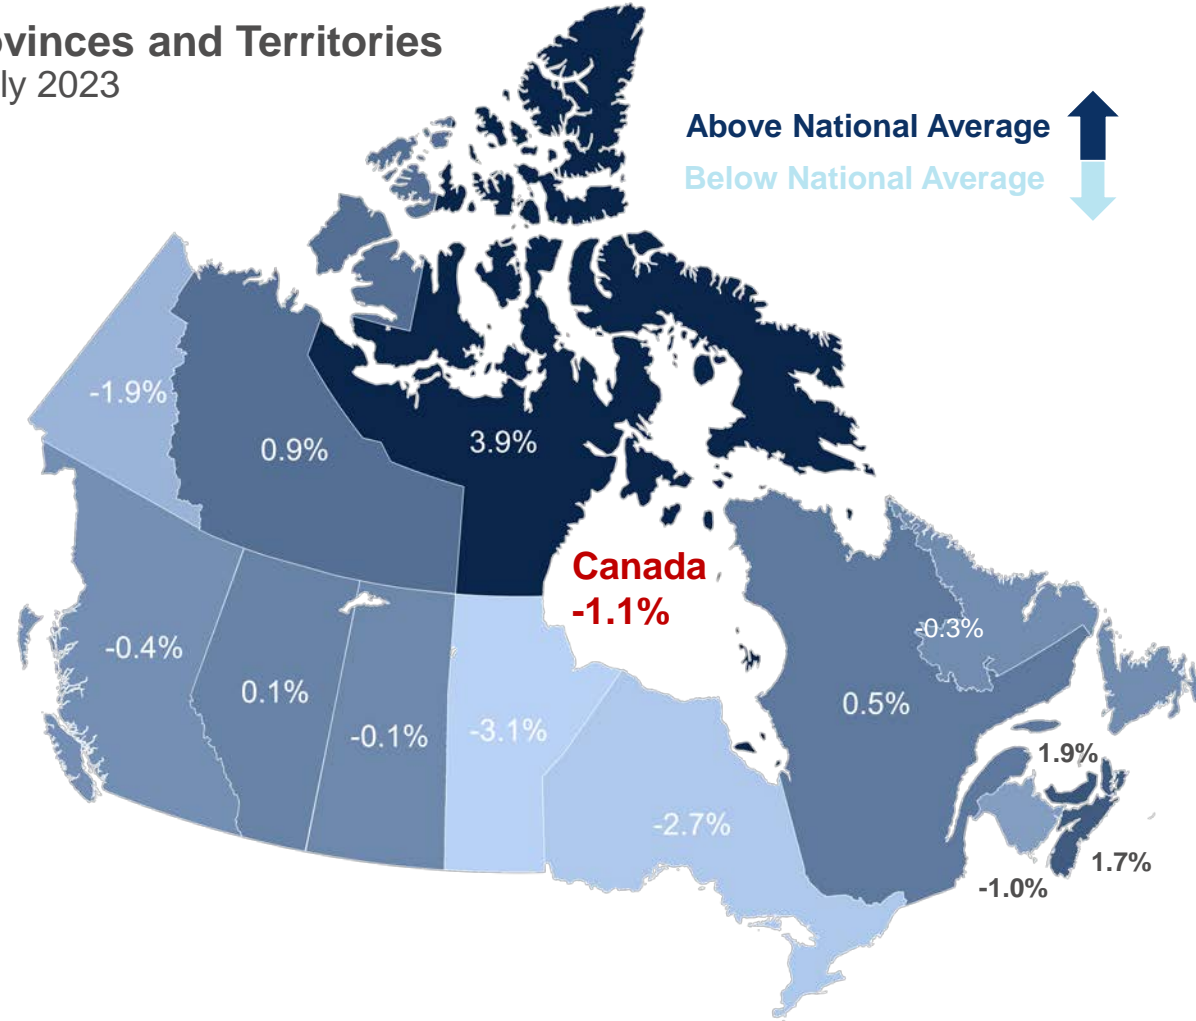 ovinces and Territories
ly 2023
Above National Average
Below National Average
-1.9%
0.9%
3.9%
Canada
-1.1%
-0.4%
0.1%
-0.1%
-3.1%
-2.7%
0.5%
-0.3%
1.9%
1.7%
-1.0%